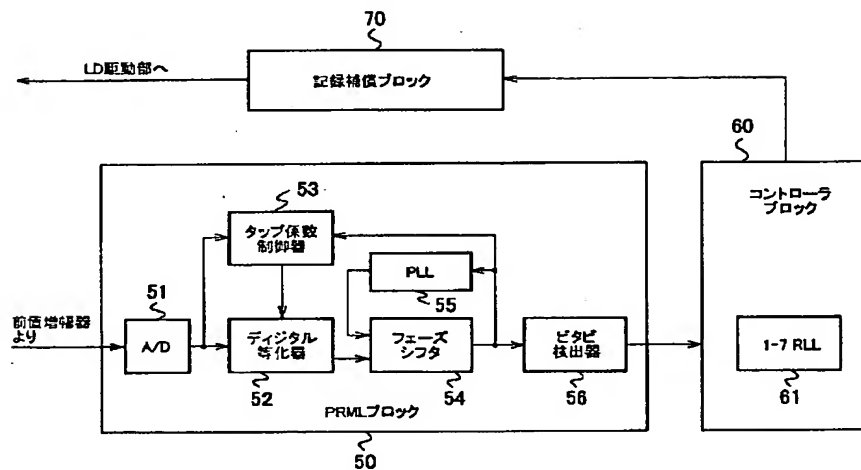 70
LD駆動部へ
記録補償ブロック
60
コントローラ
ブロック
53
タップ係数
制御器
PLL
55
51
前値増幅器
より
A/D
ディジタル
等化器
52
フェーズ
シフタ
54
ビタビ
検出器
56
1-7 RLL
61
PRMLブロック
50